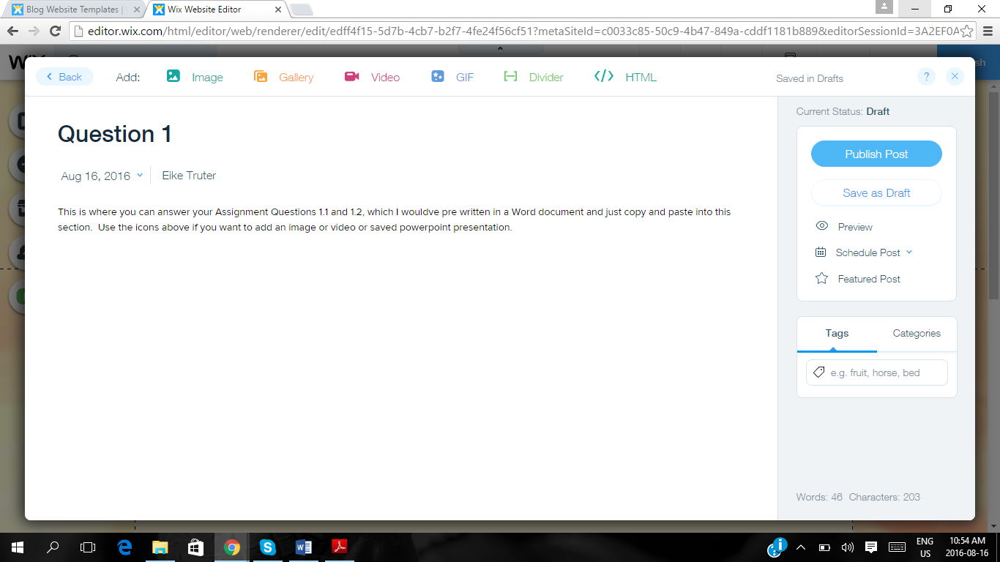 Blog Website Templates |
Wix Website Editor
editor.wix.com/html/editor/web/renderer/edit/edff4f15-5d7b-4cb7-b2f7-4fe24f56cf51?metaSiteId=c0033c85-50c9-4b47-849a-cddf1181b889&editorSessionId=3A2EF0A
Back
Add:
Image
Gallery
Video
GIF
Divider
HTML
Saved in Drafts
?
Question 1
Aug 16, 2016
Eike Truter
This is where you can answer your Assignment Questions 1.1 and 1.2, which I wouldve pre written in a Word document and just copy and paste into this
section. Use the icons above if you want to add an image or video or saved powerpoint presentation.
Current Status: Draft
Publish Post
Save as Draft
Preview
Schedule Post
Featured Post
Tags
Categories
e.g. fruit, horse, bed
Words: 46 Characters: 203
ENG
US
10:54 AM
2016-08-16